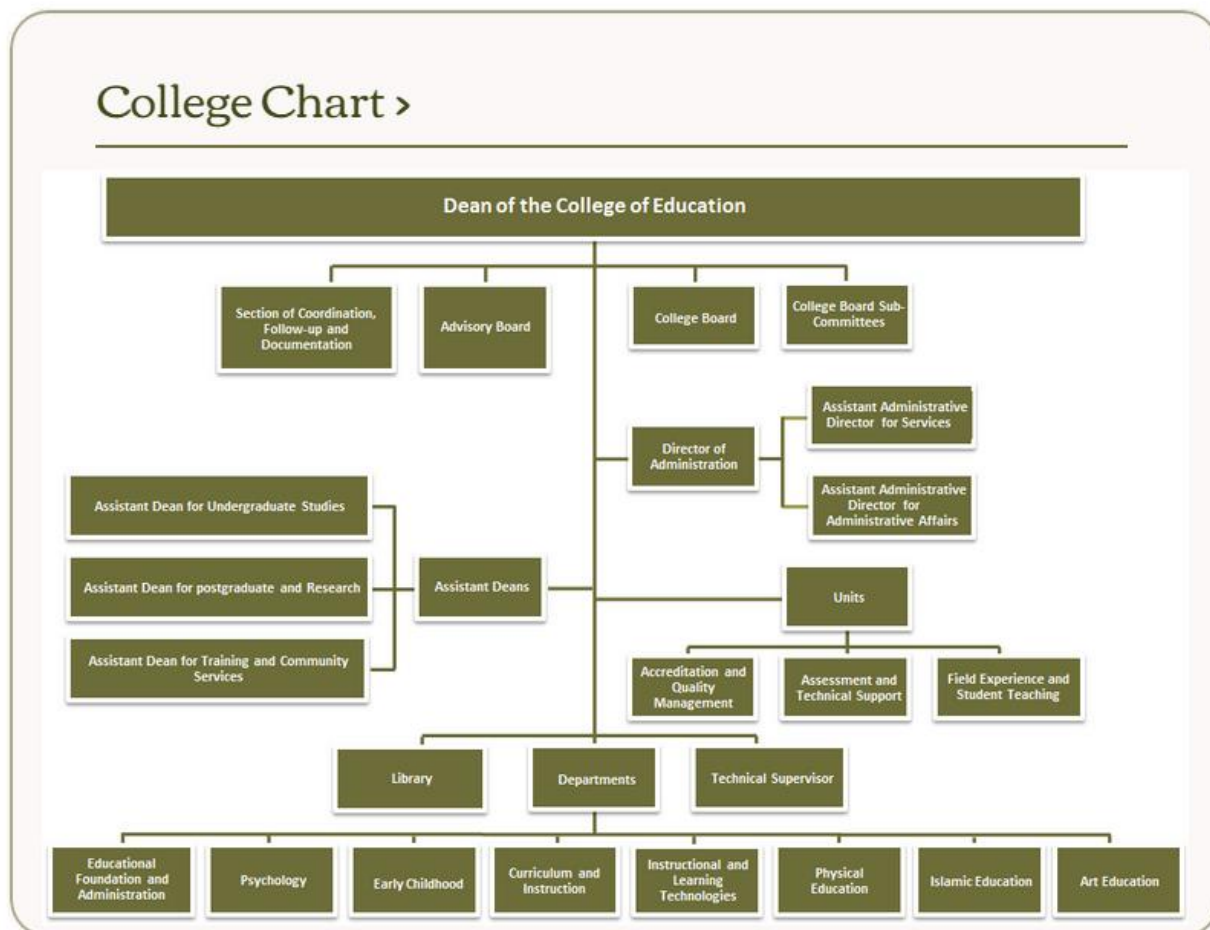 College Chart >
Dean of the College of Education
Section of Coordination,
Follow-up and
Documentation
Advisory Board
College Board
College Board Sub-
Committees
Assistant Administrative
Director for Services
Director of
Administration
Assistant Administrative
Director for
Administrative Affairs
Assistant Dean for Undergraduate Studies
Assistant Dean for postgraduate and Research
Assistant Dean for Training and Community
Services
Assistant Deans
Units
Accreditation and
Quality
Management
Assessment and
Technical Support
Field Experience and
Student Teaching
Library
Departments
Technical Supervisor
Educational
Foundation and
Administration
Psychology
Early Childhood
Curriculum and
Instruction
Instructional and
Learning
Technologies
Physical
Education
Islamic Education
Art Education